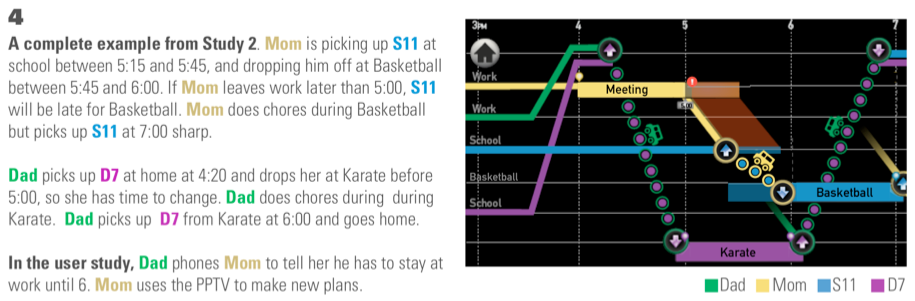 4
A complete example from Study 2. Mom is picking up S11 at
school between 5:15 and 5:45, and dropping him off at Basketball
between 5:45 and 6:00. If Mom leaves work later than 5:00, S11
will be late for Basketball. Mom does chores during Basketball
but picks up S11 at 7:00 sharp.
Dad picks up D7 at home at 4:20 and drops her at Karate before
5:00, so she has time to change. Dad does chores during during
Karate. Dad picks up D7 from Karate at 6:00 and goes home.
In the user study, Dad phones Mom to tell her he has to stay at
work until 6. Mom uses the PPTV to make new plans.
3PM 4 5 6 7
Work
Meeting
Work
School
Basketball
Basketball
School
Karate
Dad Mom S11 D7